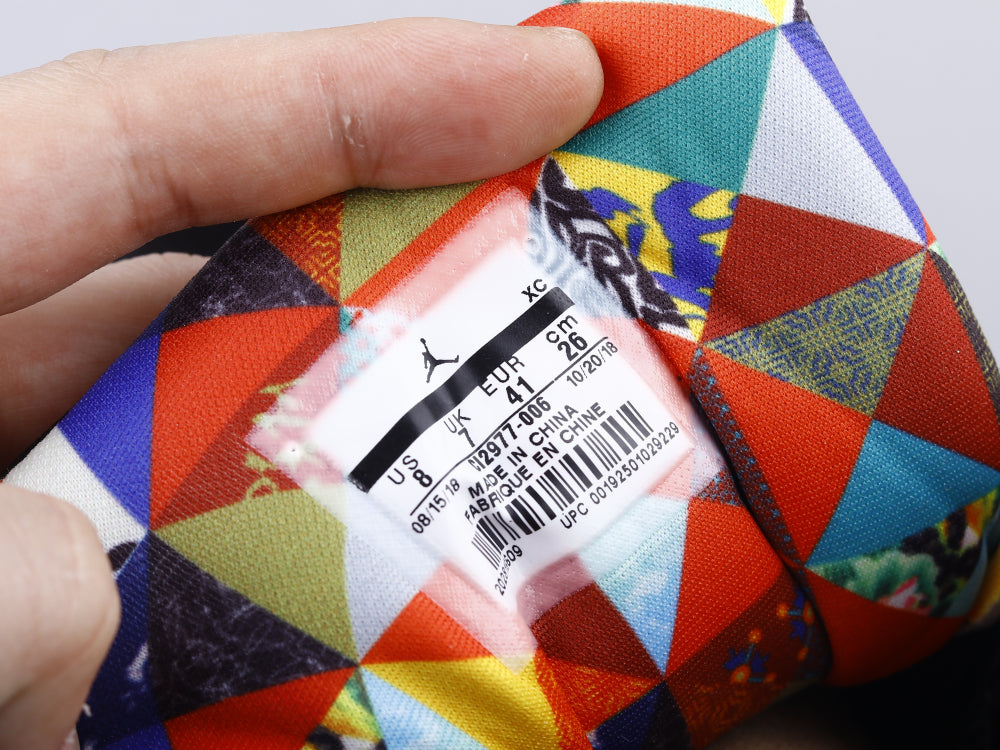 XC
US UK EUR cm
8 7 41 26
08/15/18 10/20/18
2977-006
MADE IN CHINA
FABRIQUE EN CHINE
UPC 00192501029229